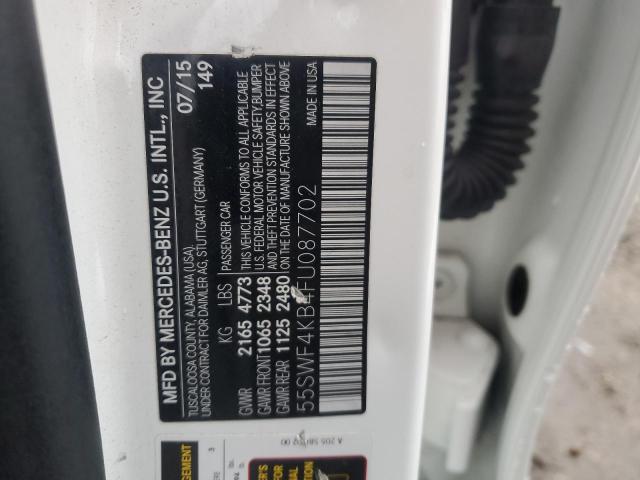 MFD BY MERCEDES-BENZ U.S. INTL., INC
TUSCALOOSA COUNTY, ALABAMA (USA),
UNDER CONTRACT FOR DAIMLER AG, STUTTGART (GERMANY)
07/15
149
KG LBS
GVWR 2165 4773
GAWR FRONT 1065 2348
GAWR REAR 1125 2480
PASSENGER CAR
THIS VEHICLE CONFORMS TO ALL APPLICABLE
U.S. FEDERAL MOTOR VEHICLE SAFETY, BUMPER
AND THEFT PREVENTION STANDARDS IN EFFECT
ON THE DATE OF MANUFACTURE SHOWN ABOVE
55SWF4KB4FU087702
MADE IN USA
A 205